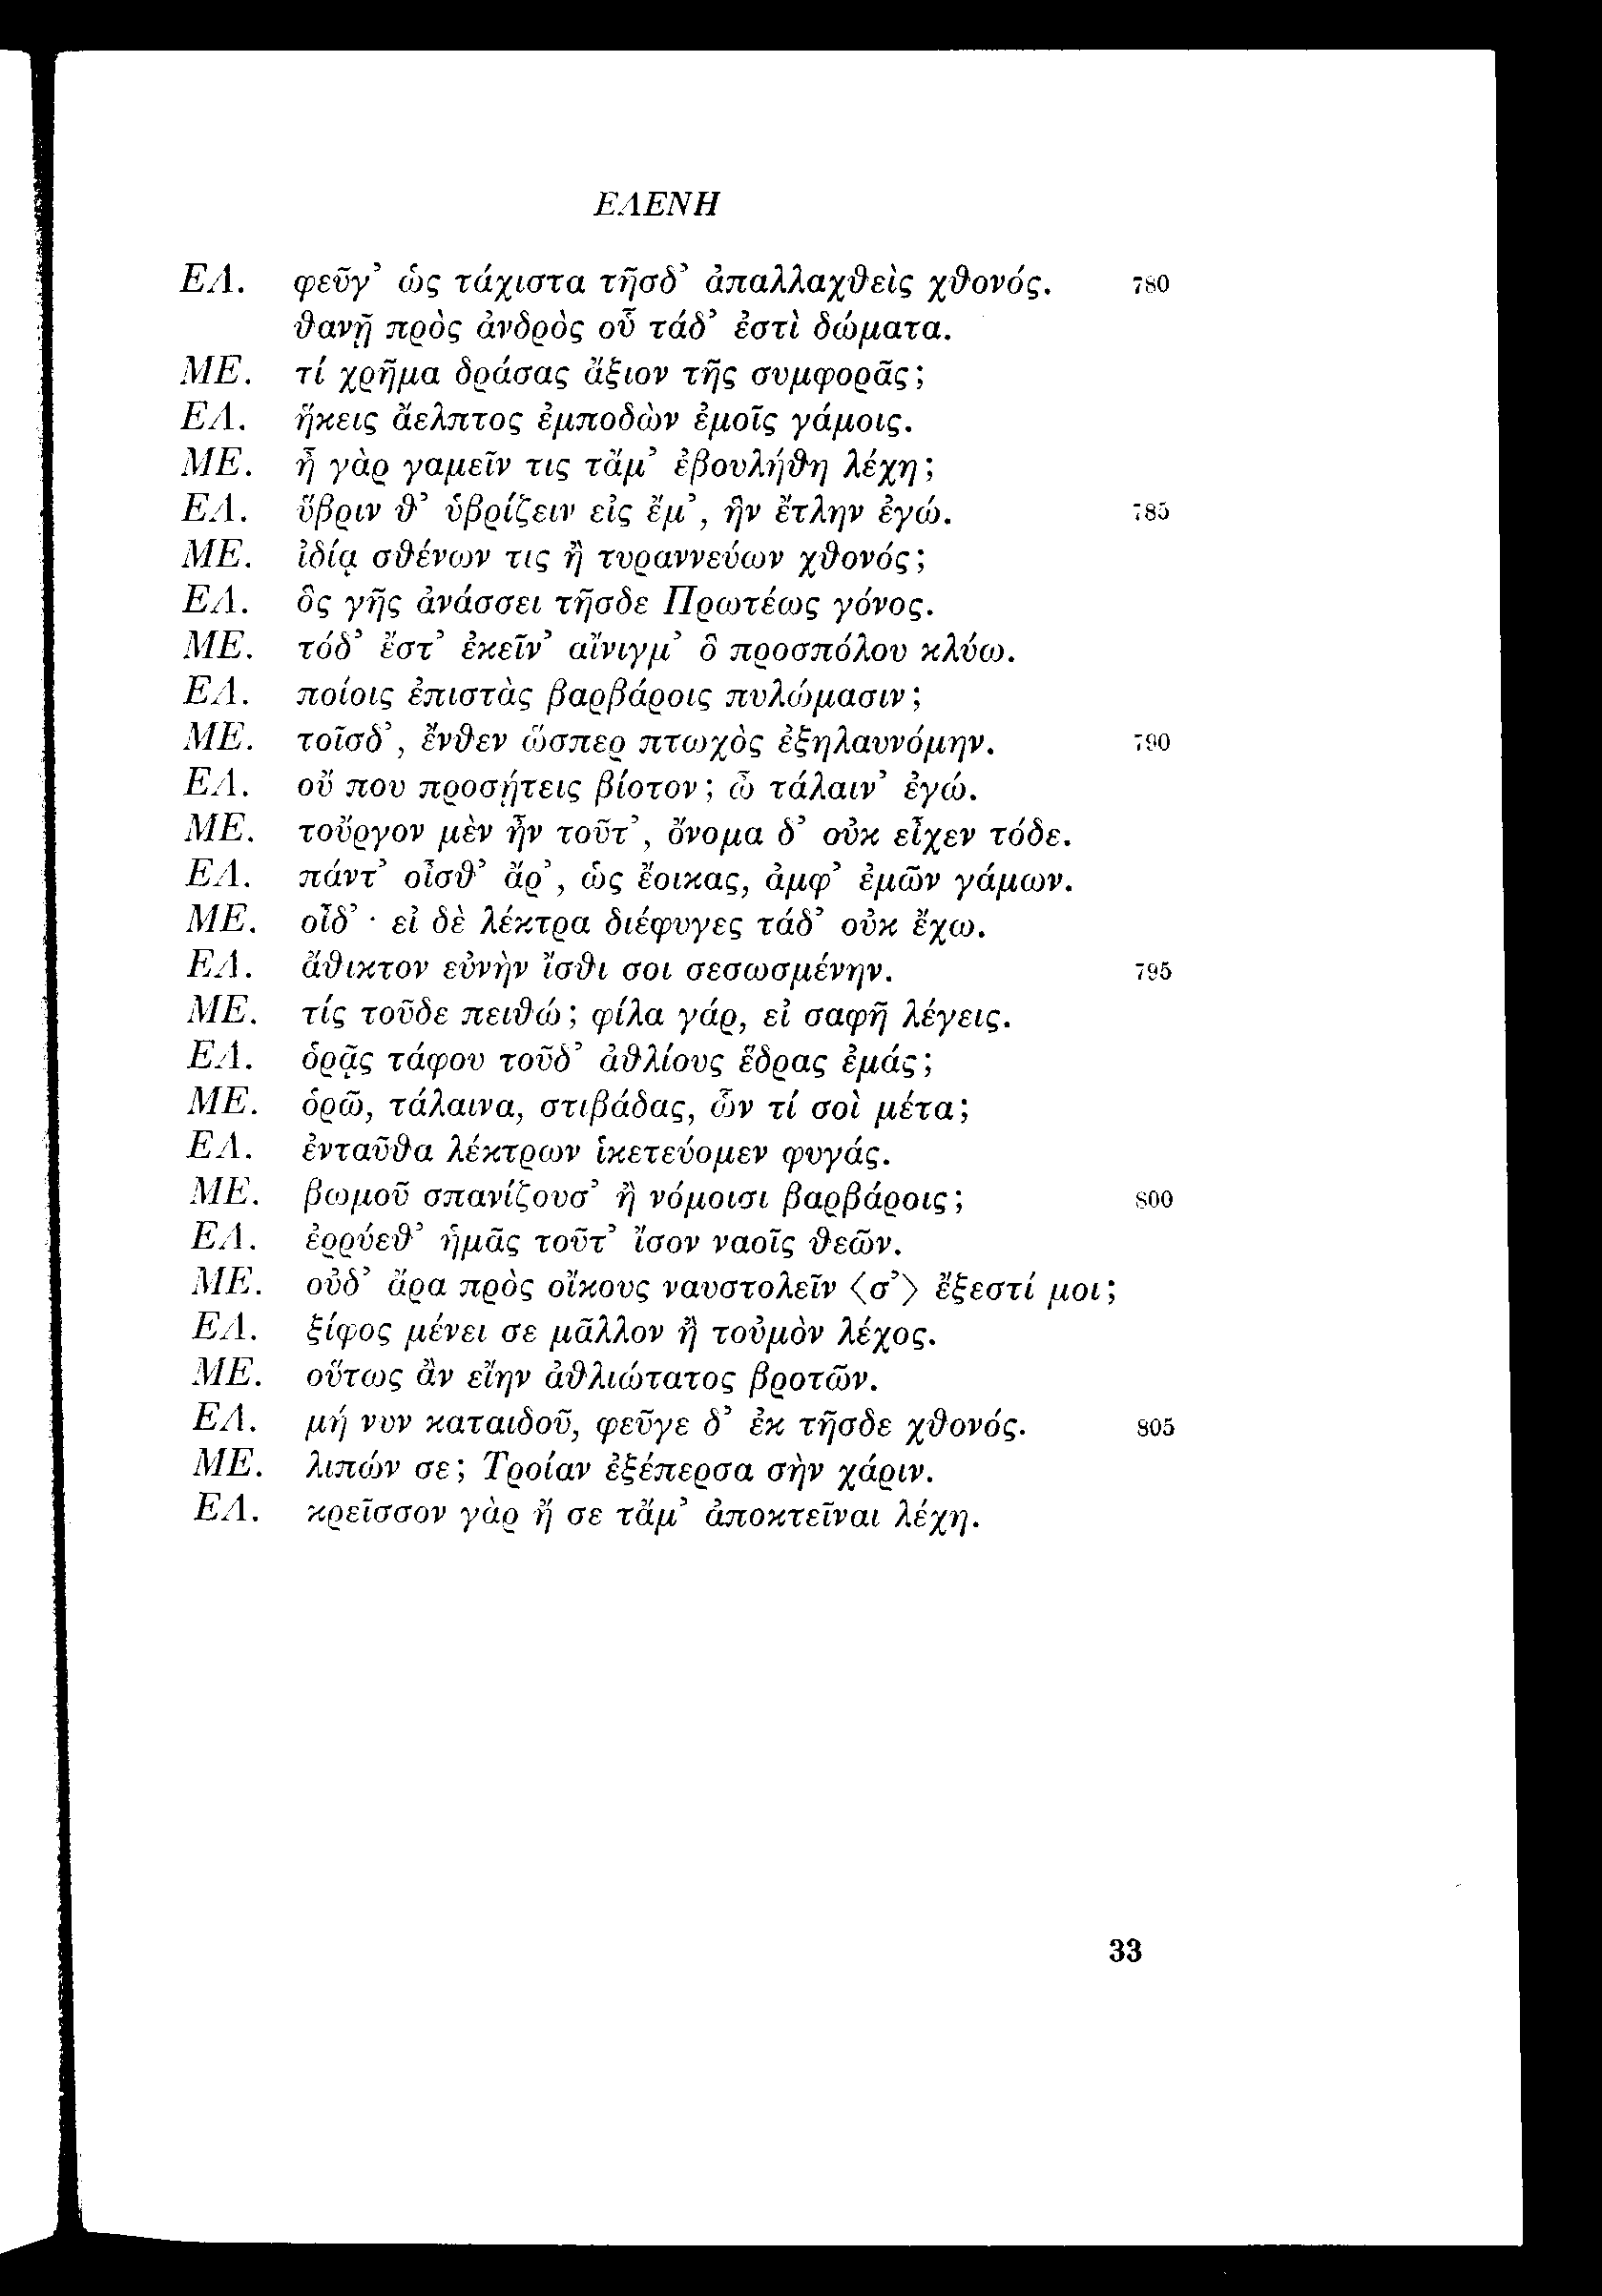 ΕΛΕΝΗ
ΕΛ. φεῦγ’ ὡς τάχιστα τῆσδ’ ἀπαλλαχθεὶς χθονός. 780
θανῇ πρὸς ἀνδρὸς οὗ τάδ’ ἐστὶ δώματα.
ΜΕ. τί χρῆμα δράσας ἄξιον τῆς συμφορᾶς;
ΕΛ. ἥκεις ἄελπτος ἐμποδὼν ἐμοῖς γάμοις.
ΜΕ. ἦ γὰρ γαμεῖν τις τἄμ’ ἐβουλήθη λέχη;
ΕΛ. ὕβριν θ’ ὑβρίζειν εἰς ἔμ’, ἣν ἔτλην ἐγώ. 785
ΜΕ. ἰδίᾳ σθένων τις ἢ τυραννεύων χθονός;
ΕΛ. ὃς γῆς ἀνάσσει τῆσδε Πρωτέως γόνος.
ΜΕ. τόδ’ ἔστ’ ἐκεῖν’ αἴνιγμ’ ὃ προσπόλου κλύω.
ΕΛ. ποίοις ἐπιστὰς βαρβάροις πυλώμασιν;
ΜΕ. τοῖσδ’, ἔνθεν ὥσπερ πτωχὸς ἐξηλαυνόμην. 790
ΕΛ. οὔ που προσῄτεις βίοτον; ὦ τάλαιν’ ἐγώ.
ΜΕ. τοὔργον μὲν ἦν τοῦτ’, ὄνομα δ’ οὐκ εἶχεν τόδε.
ΕΛ. πάντ’ οἶσθ’ ἄρ’, ὡς ἔοικας, ἀμφ’ ἐμῶν γάμων.
ΜΕ. οἶδ’ · εἰ δὲ λέκτρα διέφυγες τάδ’ οὐκ ἔχω.
ΕΛ. ἄθικτον εὐνὴν ἴσθι σοι σεσωσμένην. 795
ΜΕ. τίς τοῦδε πειθώ; φίλα γάρ, εἰ σαφῆ λέγεις.
ΕΛ. ὁρᾷς τάφου τοῦδ’ ἀθλίους ἕδρας ἐμάς;
ΜΕ. ὁρῶ, τάλαινα, στιβάδας, ὧν τί σοὶ μέτα;
ΕΛ. ἐνταῦθα λέκτρων ἱκετεύομεν φυγάς.
ΜΕ. βωμοῦ σπανίζουσ’ ἢ νόμοισι βαρβάροις; 800
ΕΛ. ἐρρύεθ’ ἡμᾶς τοῦτ’ ἴσον ναοῖς θεῶν.
ΜΕ. οὐδ’ ἄρα πρὸς οἴκους ναυστολεῖν ⟨σ’⟩ ἔξεστί μοι;
ΕΛ. ξίφος μένει σε μᾶλλον ἢ τοὐμὸν λέχος.
ΜΕ. οὕτως ἂν εἴην ἀθλιώτατος βροτῶν.
ΕΛ. μή νυν καταιδοῦ, φεῦγε δ’ ἐκ τῆσδε χθονός. 805
ΜΕ. λιπών σε; Τροίαν ἐξέπερσα σὴν χάριν.
ΕΛ. κρεῖσσον γὰρ ἤ σε τἄμ’ ἀποκτεῖναι λέχη.
33